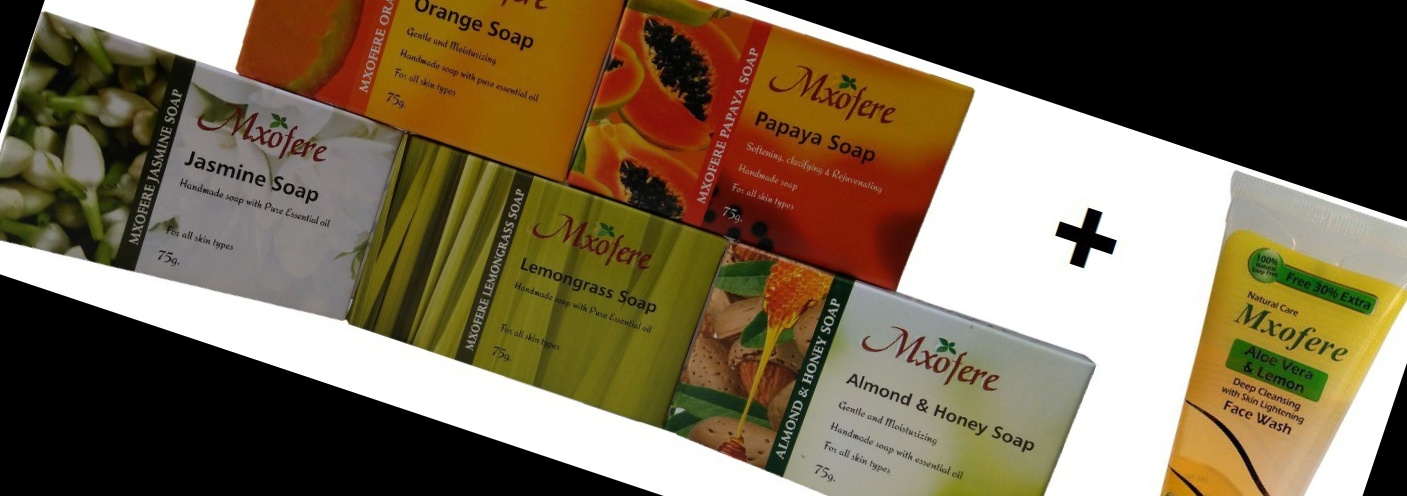 MXOFERE ORA
Orange Soap
Gentle and Moisturizing
Handmade soap with pure essential oil
For all skin types
75g.
MXOFERE PAPAYA SOAP
Mxofere
Papaya Soap
Softening, clarifying & Rejuvenating
Handmade soap
For all skin types
75g.
MXOFERE JASMINE SOAP
Mxofere
Jasmine Soap
Handmade soap with Pure Essential oil
For all skin types
75g.
MXOFERE LEMONGRASS SOAP
Mxofere
Lemongrass Soap
Handmade soap with Pure Essential oil
For all skin types
75g.
ALMOND & HONEY SOAP
Mxofere
Almond & Honey Soap
Gentle and Moisturizing
Handmade soap with essential oil
For all skin types
75g.
+
100%
Natural
Soap Free
Free 30% Extra
Natural Care
Mxofere
Aloe Vera
& Lemon
Deep Cleansing
with Skin Lightening
Face Wash